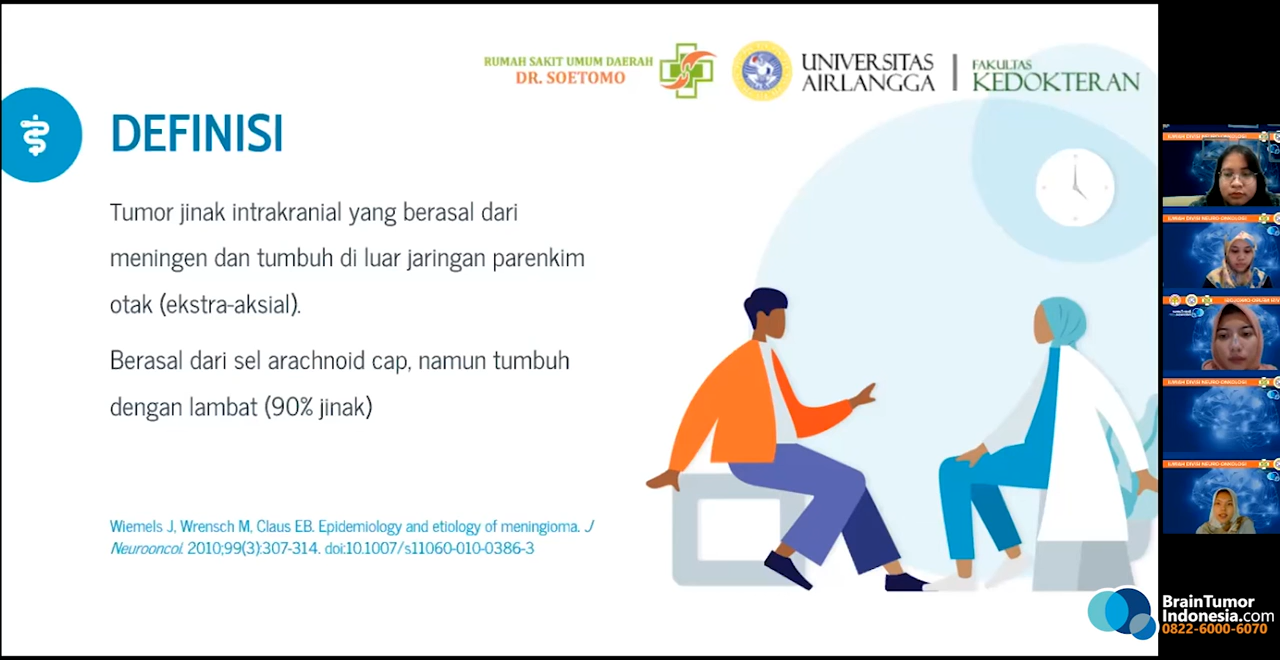 RUMAH SAKIT UMUM DAERAH
DR. SOETOMO
UNIVERSITAS
AIRLANGGA
FAKULTAS
KEDOKTERAN
DEFINISI
Tumor jinak intrakranial yang berasal dari
meningen dan tumbuh di luar jaringan parenkim
otak (ekstra-aksial).
Berasal dari sel arachnoid cap, namun tumbuh
dengan lambat (90% jinak)
Wiemels J, Wrensch M, Claus EB. Epidemiology and etiology of meningioma. J
Neurooncol. 2010;99(3):307-314. doi:10.1007/s11060-010-0386-3
BrainTumor
Indonesia.com
0822-6000-6070